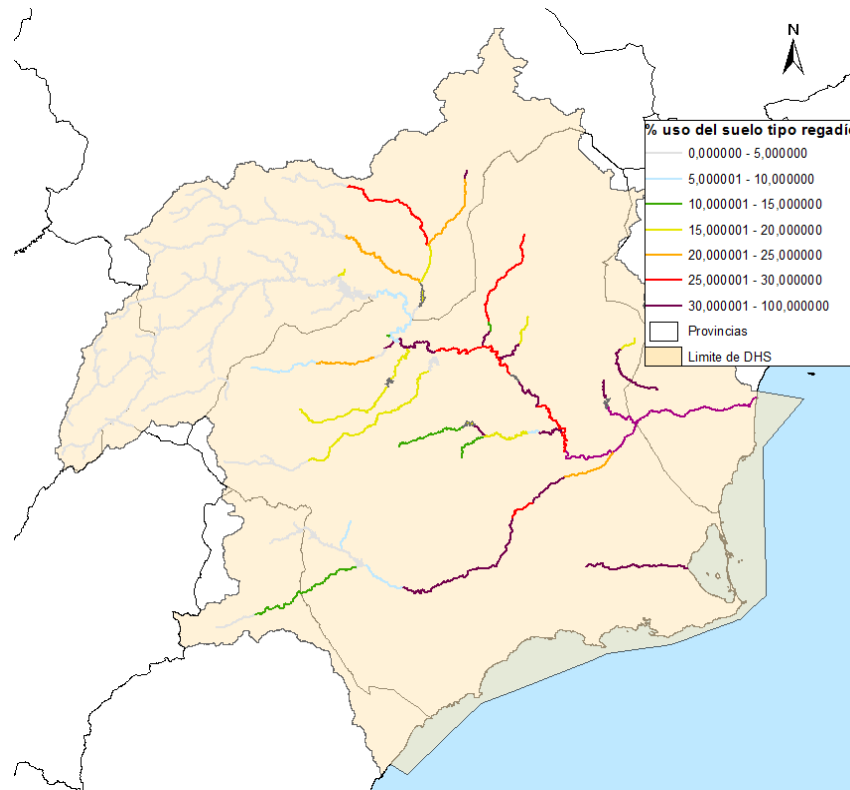 N
% uso del suelo tipo regadío
0,000000 - 5,000000
5,000001 - 10,000000
10,000001 - 15,000000
15,000001 - 20,000000
20,000001 - 25,000000
25,000001 - 30,000000
30,000001 - 100,000000
Provincias
Limite de DHS